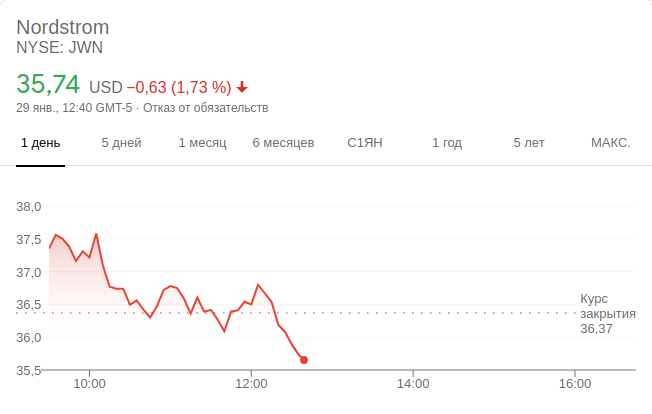 Nordstrom
NYSE: JWN
35,74 USD −0,63 (1,73 %)
29 янв., 12:40 GMT-5 · Отказ от обязательств
1 день 5 дней 1 месяц 6 месяцев С1ЯН 1 год 5 лет МАКС.
38,0
37,5
37,0
36,5
36,0
35,5
Курс
закрытия
36,37
10:00 12:00 14:00 16:00